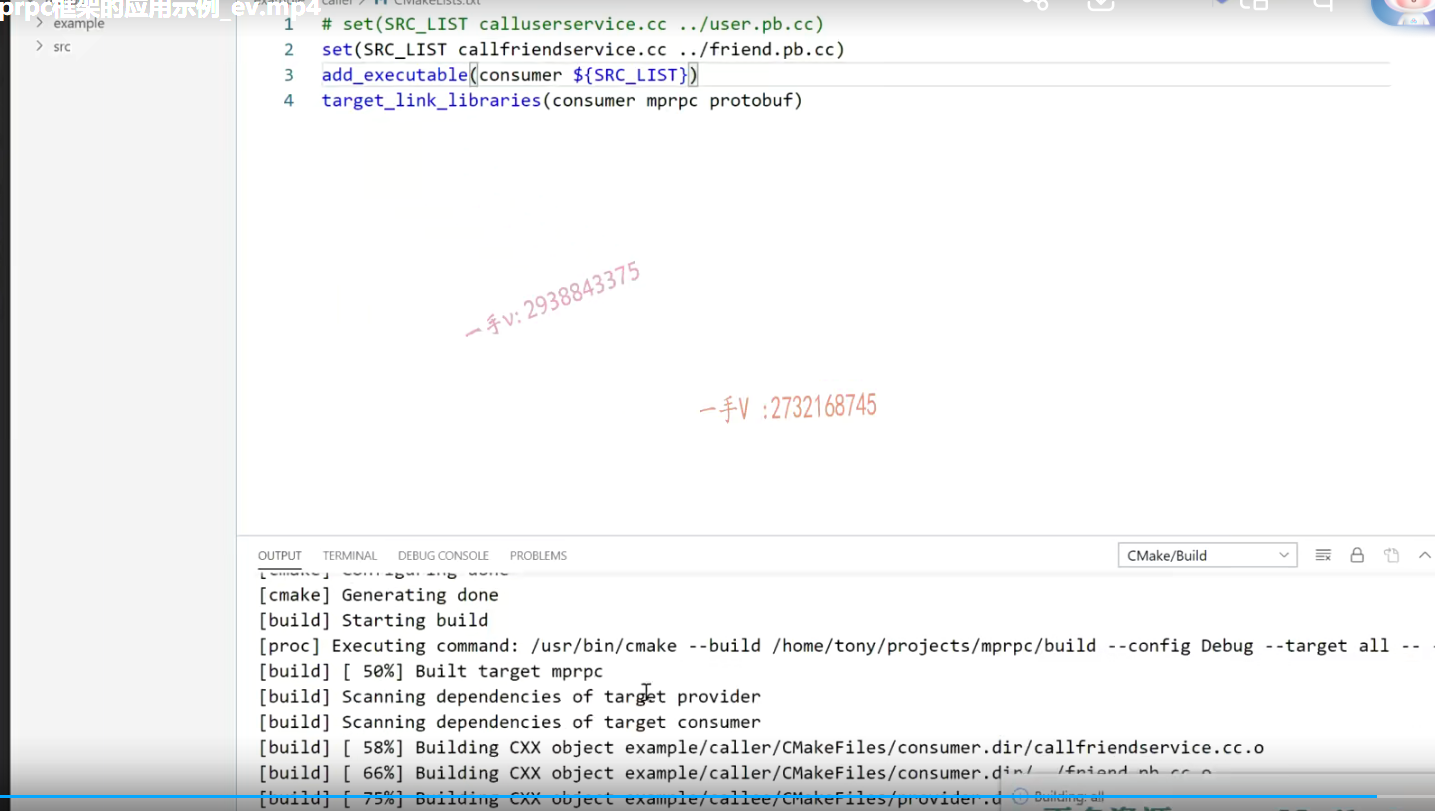 prpc框架的应用示例_ev.mp4
example
src
caller > CMakeLists.txt
1 # set(SRC_LIST calluserservice.cc ../user.pb.cc)
2 set(SRC_LIST callfriendservice.cc ../friend.pb.cc)
3 add_executable(consumer ${SRC_LIST})
4 target_link_libraries(consumer mprpc protobuf)
一手v: 2938843375
一手V :2732168745
OUTPUT TERMINAL DEBUG CONSOLE PROBLEMS CMake/Build
[cmake] Configuring done
[cmake] Generating done
[build] Starting build
[proc] Executing command: /usr/bin/cmake --build /home/tony/projects/mprpc/build --config Debug --target all --
[build] [ 50%] Built target mprpc
[build] Scanning dependencies of target provider
[build] Scanning dependencies of target consumer
[build] [ 58%] Building CXX object example/caller/CMakeFiles/consumer.dir/callfriendservice.cc.o
[build] [ 66%] Building CXX object example/caller/CMakeFiles/consumer.dir/__/friend.pb.cc.o
[build] [ 75%] Building CXX object example/callee/CMakeFiles/provider.d
Building: all